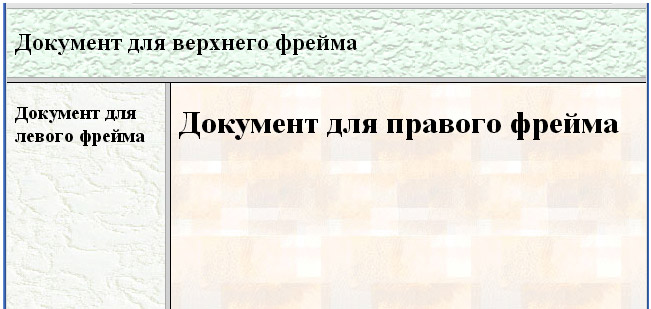 Документ для верхнего фрейма
Документ для
левого фрейма
Документ для правого фрейма